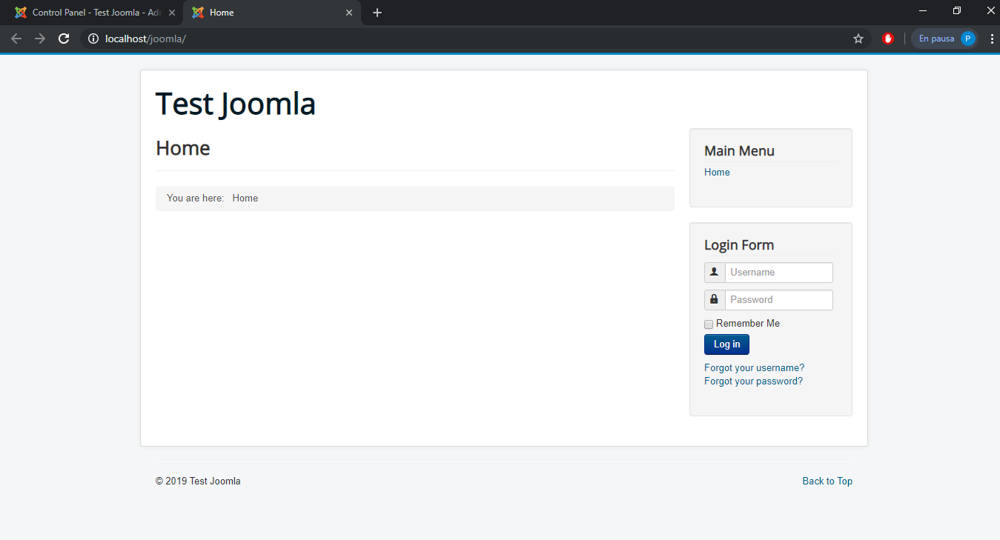 Control Panel - Test Joomla - Adr
Home
localhost/joomla/
En pausa
P
Test Joomla
Home
You are here: Home
Main Menu
Home
Login Form
Username
Password
Remember Me
Log in
Forgot your username?
Forgot your password?
© 2019 Test Joomla
Back to Top